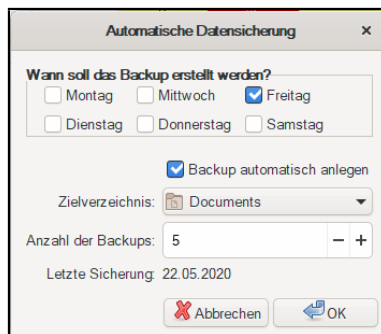 Automatische Datensicherung
Wann soll das Backup erstellt werden?
Montag Mittwoch Freitag
Dienstag Donnerstag Samstag
Backup automatisch anlegen
Zielverzeichnis: Documents
Anzahl der Backups: 5
Letzte Sicherung: 22.05.2020
Abbrechen OK